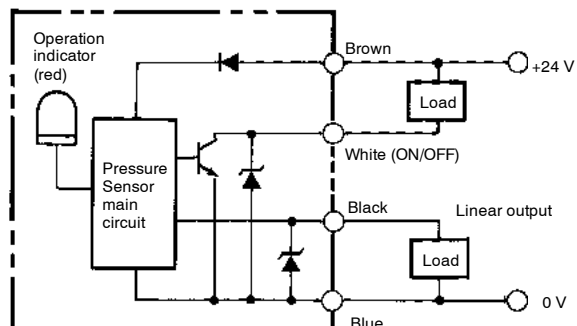 Operation
indicator
(red)
Brown
+24 V
Load
White (ON/OFF)
Pressure
Sensor
main
circuit
Black
Linear output
Load
0 V
Blue